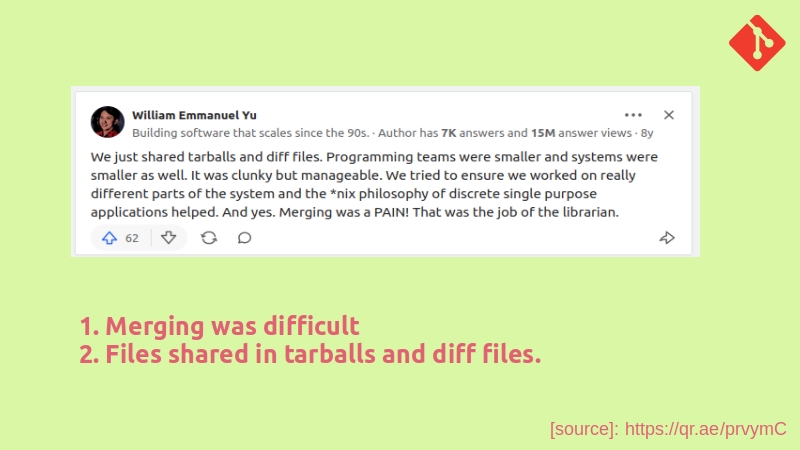 William Emmanuel Yu
Building software that scales since the 90s. · Author has 7K answers and 15M answer views · 8y
We just shared tarballs and diff files. Programming teams were smaller and systems were
smaller as well. It was clunky but manageable. We tried to ensure we worked on really
different parts of the system and the *nix philosophy of discrete single purpose
applications helped. And yes. Merging was a PAIN! That was the job of the librarian.
62
1. Merging was difficult
2. Files shared in tarballs and diff files.
[source]: https://qr.ae/prvymC